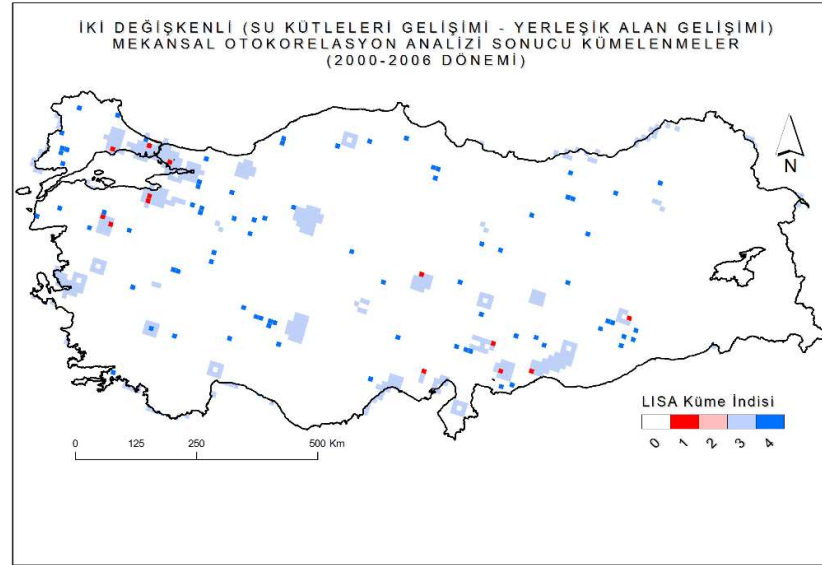 İKİ DEĞİŞKENLİ (SU KÜTLELERİ GELİŞİMİ - YERLEŞİK ALAN GELİŞİMİ)
MEKANSAL OTOKORELASYON ANALİZİ SONUCU KÜMELENMELER
(2000-2006 DÖNEMİ)
N
LISA Küme İndisi
0 1 2 3 4
0 125 250 500 Km